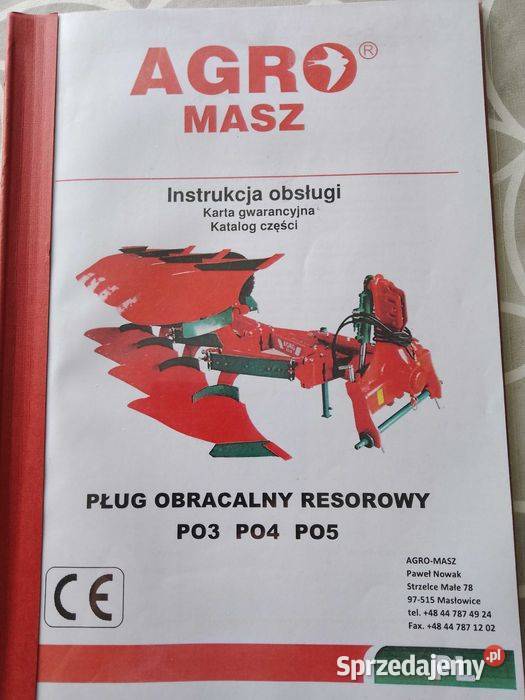 AGRO®
MASZ
Instrukcja obsługi
Karta gwarancyjna
Katalog części
PŁUG OBRACALNY RESOROWY
PO3 PO4 PO5
CE
AGRO-MASZ
Paweł Nowak
Strzelce Małe 78
97-515 Masłowice
tel. +48 44 787 49 24
Fax. +48 44 787 12 02
PL
Sprzedajemy.pl